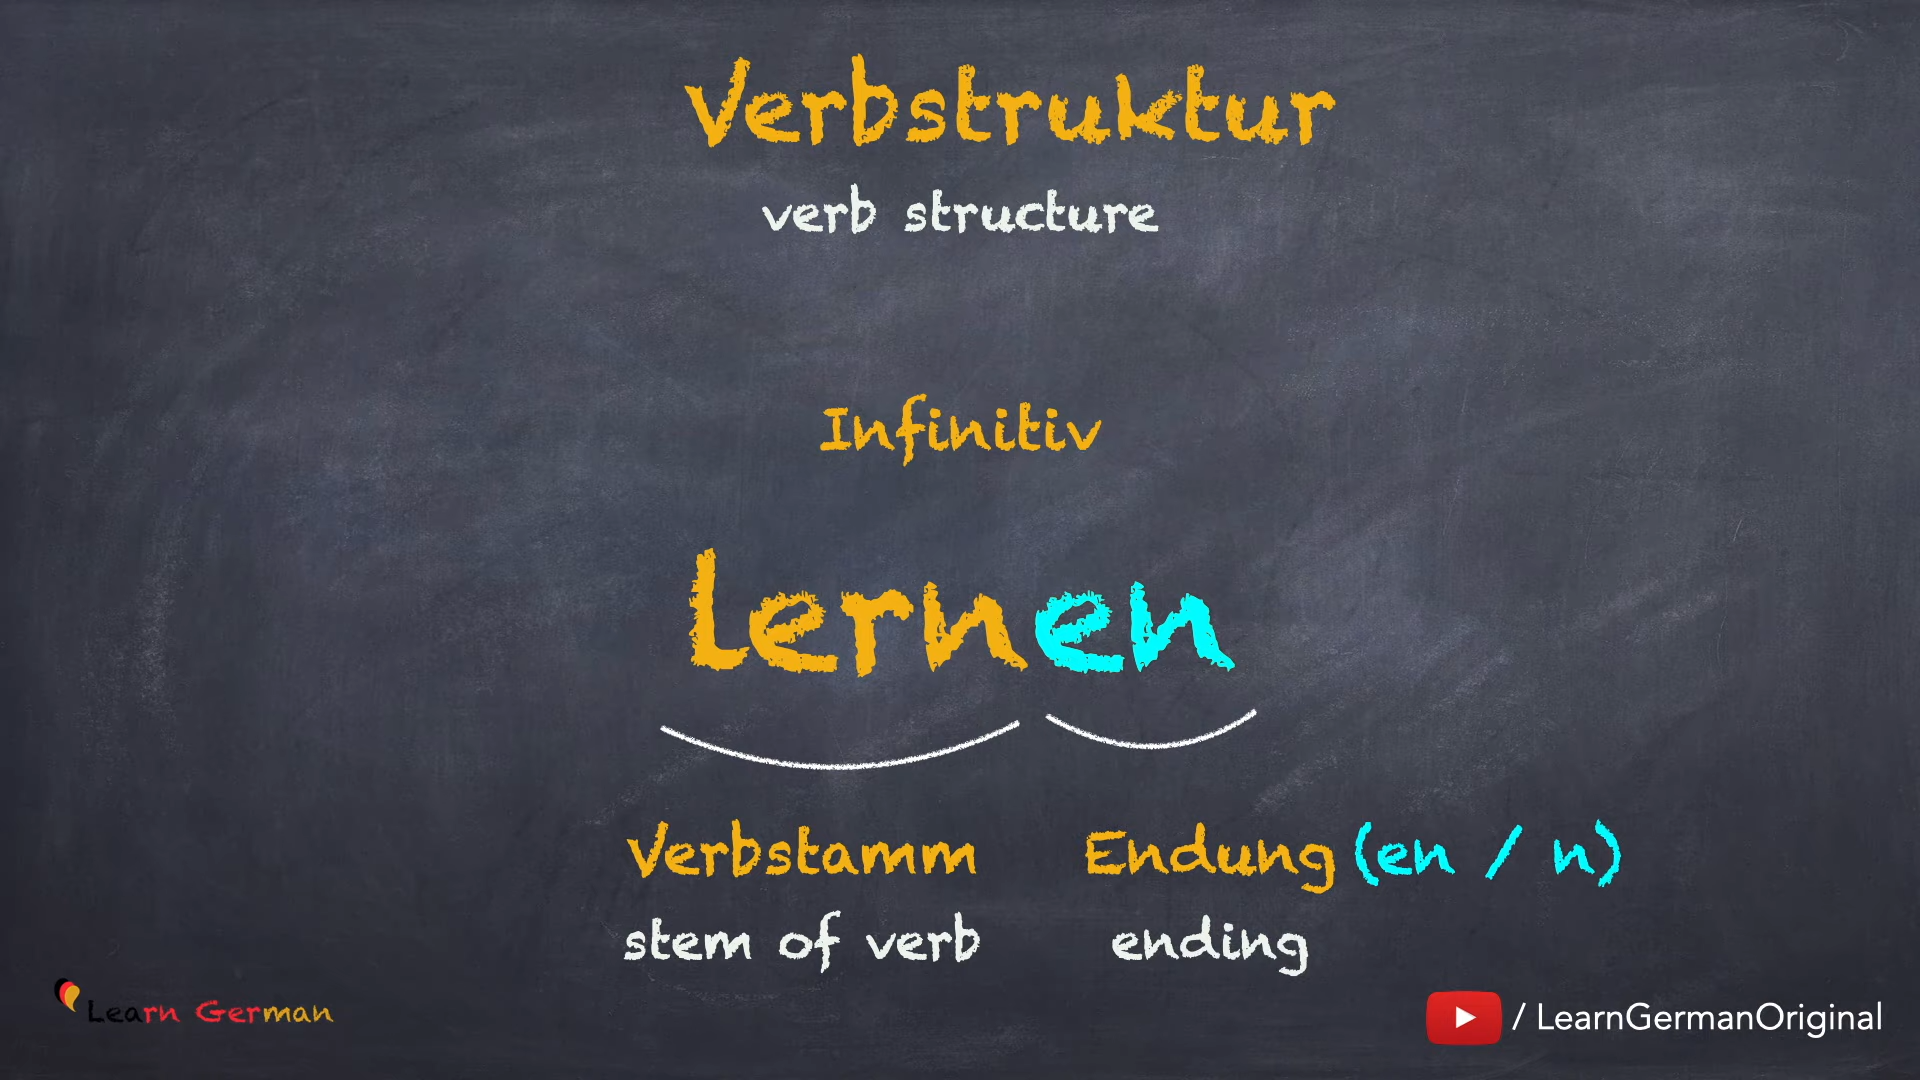 Verbstruktur
verb structure
Infinitiv
Lernen
Verbstamm Endung (en / n)
stem of verb ending
Learn German
/ LearnGermanOriginal